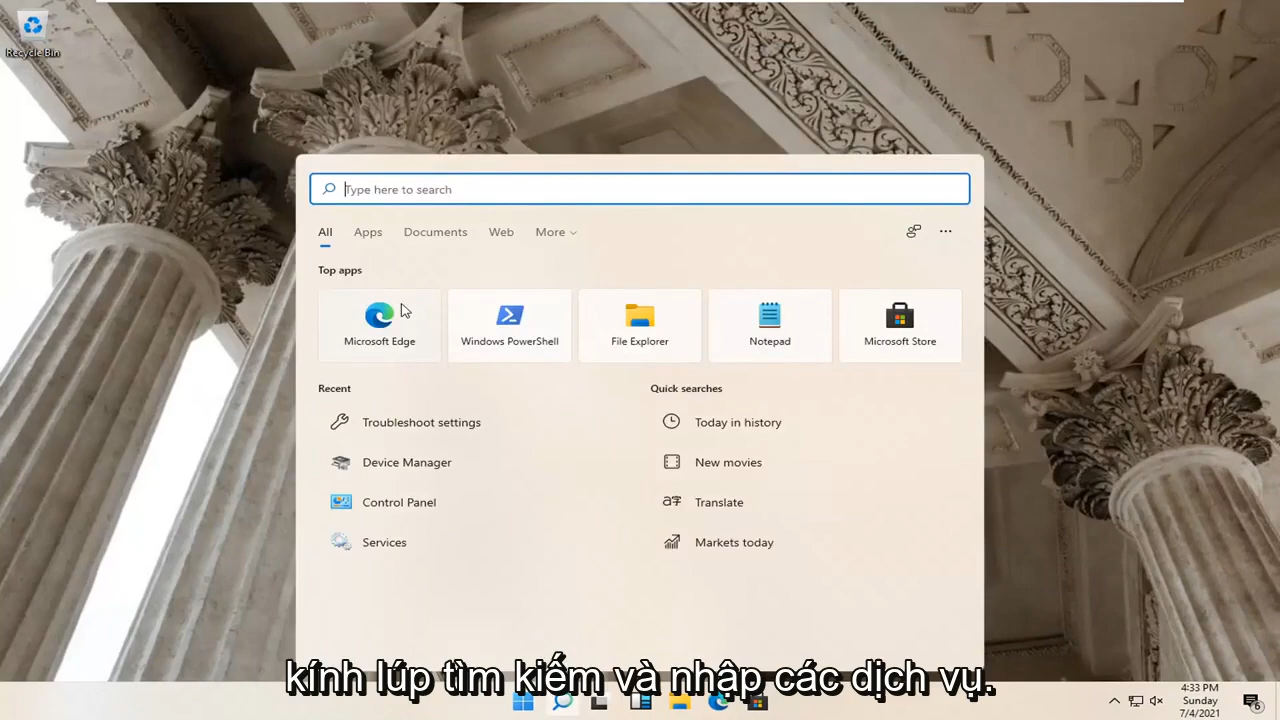 Recycle Bin
Type here to search
All Apps Documents Web More
Top apps
Microsoft Edge Windows PowerShell File Explorer Notepad Microsoft Store
Recent Quick searches
Troubleshoot settings Today in history
Device Manager New movies
Control Panel Translate
Services Markets today
kính lúp tìm kiếm và nhập các dịch vụ.
4:33 PM
Sunday
7/4/2021
6